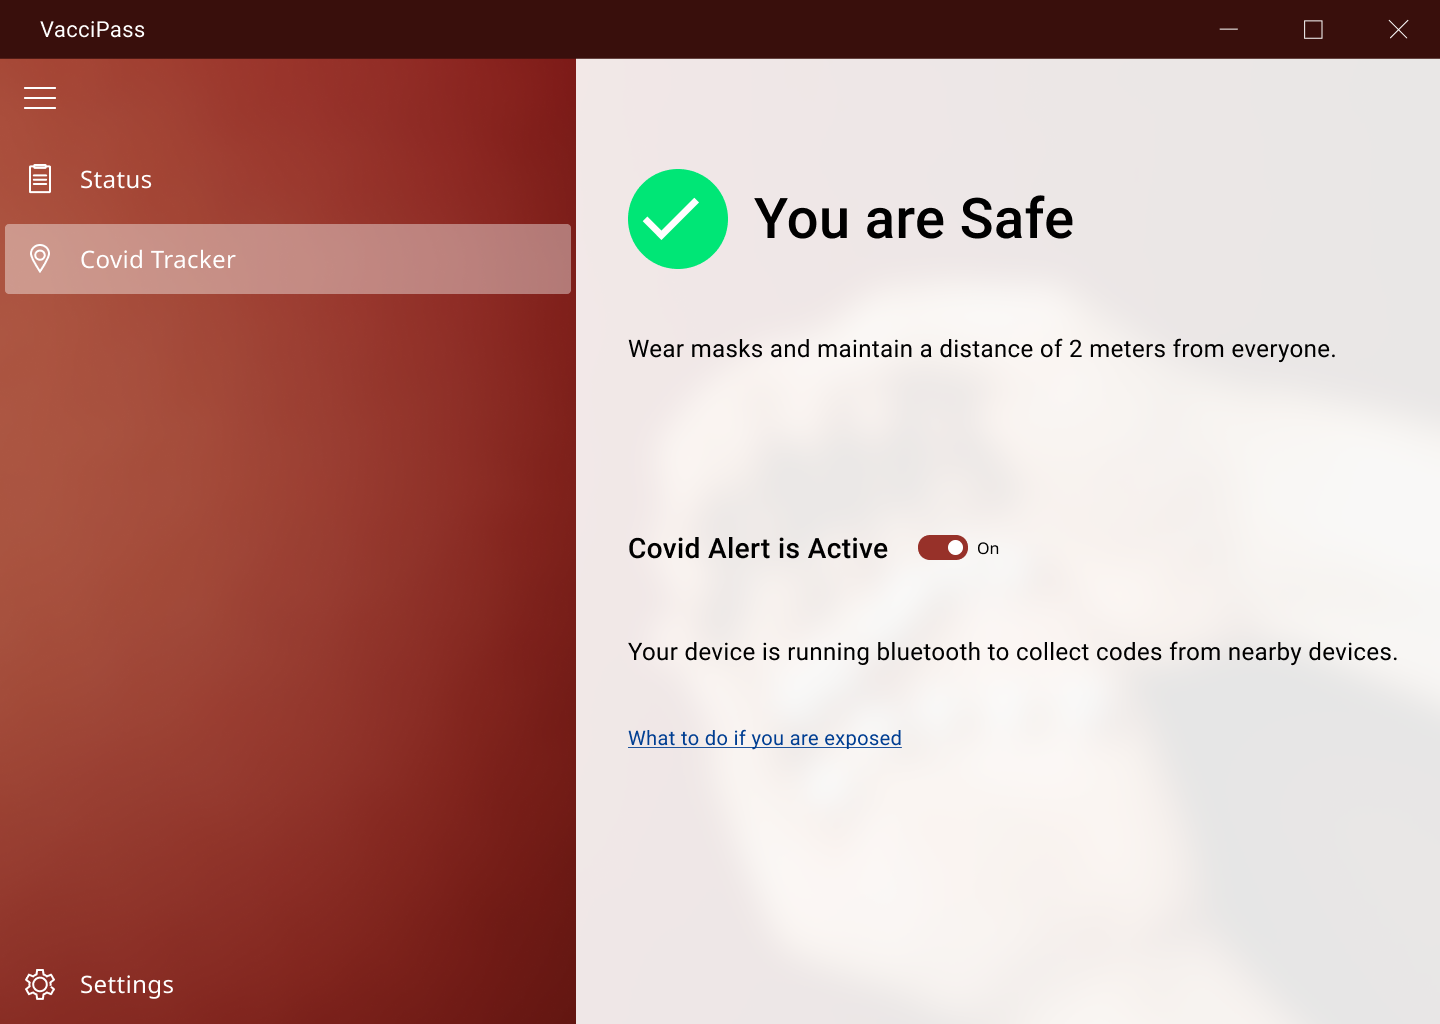 VacciPass
Status
Covid Tracker
Settings
You are Safe
Wear masks and maintain a distance of 2 meters from everyone.
Covid Alert is Active On
Your device is running bluetooth to collect codes from nearby devices.
What to do if you are exposed